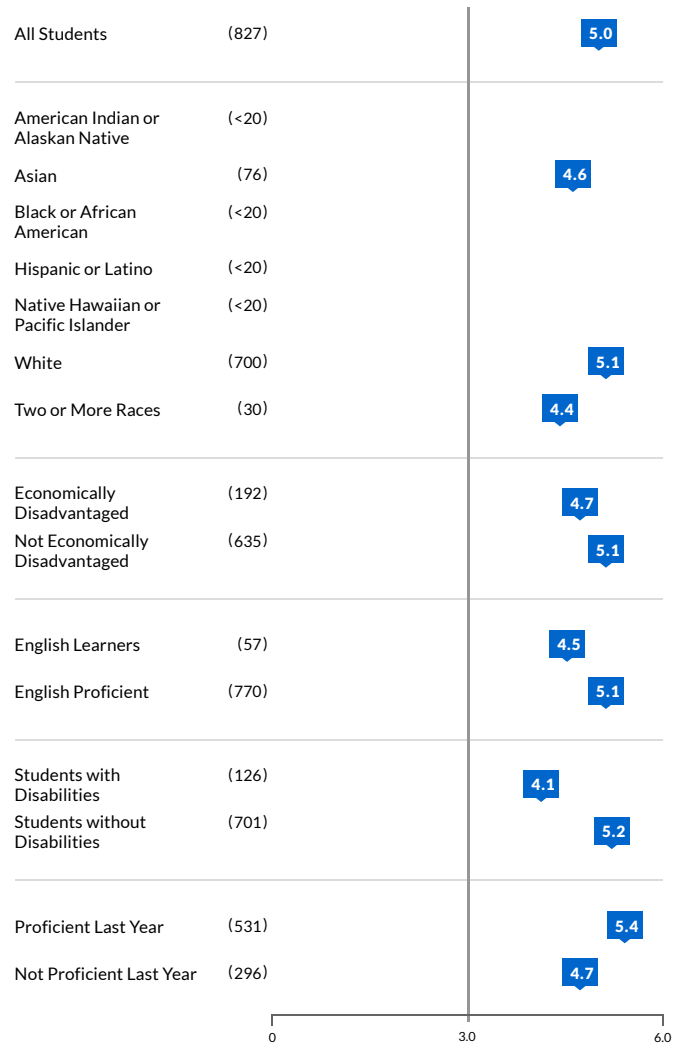 All Students (827) 5.0
American Indian or (<20)
Alaskan Native
Asian (76) 4.6
Black or African (<20)
American
Hispanic or Latino (<20)
Native Hawaiian or (<20)
Pacific Islander
White (700) 5.1
Two or More Races (30) 4.4
Economically (192) 4.7
Disadvantaged
Not Economically (635) 5.1
Disadvantaged
English Learners (57) 4.5
English Proficient (770) 5.1
Students with (126) 4.1
Disabilities
Students without (701) 5.2
Disabilities
Proficient Last Year (531) 5.4
Not Proficient Last Year (296) 4.7
0 3.0 6.0